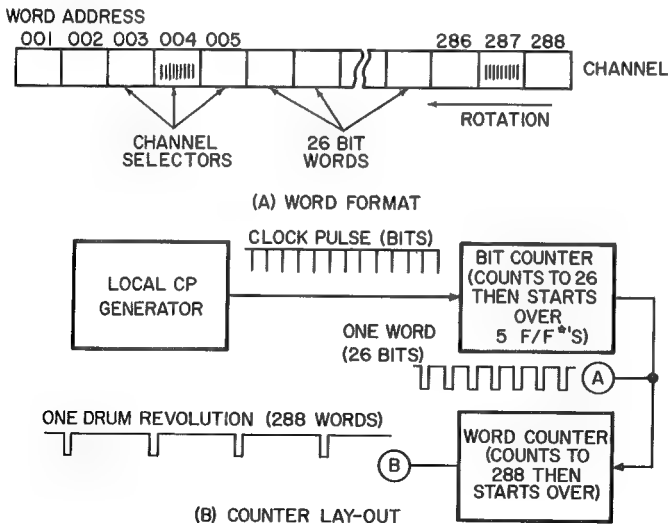 WORD ADDRESS
001 002 003 004 005 286 287 288
CHANNEL
ROTATION
CHANNEL
SELECTORS
26 BIT
WORDS
(A) WORD FORMAT
CLOCK PULSE (BITS)
LOCAL CP
GENERATOR
BIT COUNTER
(COUNTS TO 26
THEN STARTS
OVER
5 F/F*'S)
ONE WORD
(26 BITS)
A
ONE DRUM REVOLUTION (288 WORDS)
B
WORD COUNTER
(COUNTS TO
288 THEN
STARTS OVER)
(B) COUNTER LAY-OUT